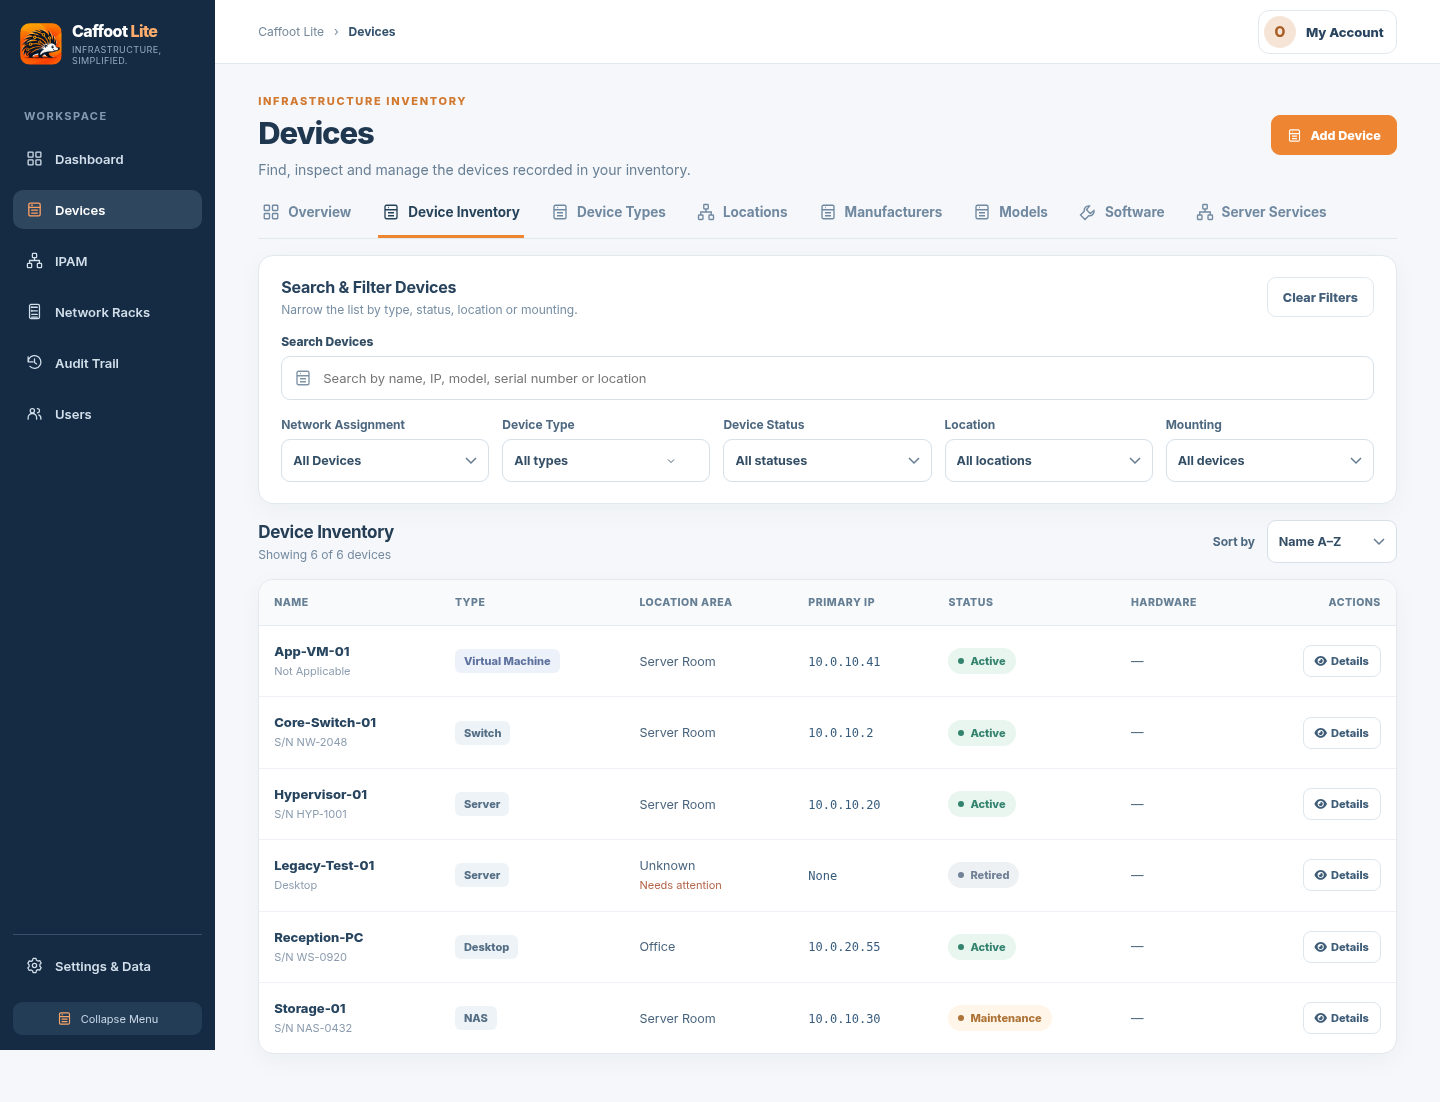 Caffoot Lite
INFRASTRUCTURE,
SIMPLIFIED.
WORKSPACE
Dashboard
Devices
IPAM
Network Racks
Audit Trail
Users
Settings & Data
Collapse Menu
Caffoot Lite › Devices
O My Account
INFRASTRUCTURE INVENTORY
Devices
Find, inspect and manage the devices recorded in your inventory.
Add Device
Overview Device Inventory Device Types Locations Manufacturers Models Software Server Services
Search & Filter Devices
Narrow the list by type, status, location or mounting.
Clear Filters
Search Devices
Search by name, IP, model, serial number or location
Network Assignment Device Type Device Status Location Mounting
All Devices All types All statuses All locations All devices
Device Inventory
Showing 6 of 6 devices
Sort by Name A–Z
NAME TYPE LOCATION AREA PRIMARY IP STATUS HARDWARE ACTIONS
App-VM-01
Not Applicable
Virtual Machine Server Room 10.0.10.41 Active — Details
Core-Switch-01
S/N NW-2048
Switch Server Room 10.0.10.2 Active — Details
Hypervisor-01
S/N HYP-1001
Server Server Room 10.0.10.20 Active — Details
Legacy-Test-01
Desktop
Server
Unknown
Needs attention
None Retired — Details
Reception-PC
S/N WS-0920
Desktop Office 10.0.20.55 Active — Details
Storage-01
S/N NAS-0432
NAS Server Room 10.0.10.30 Maintenance — Details